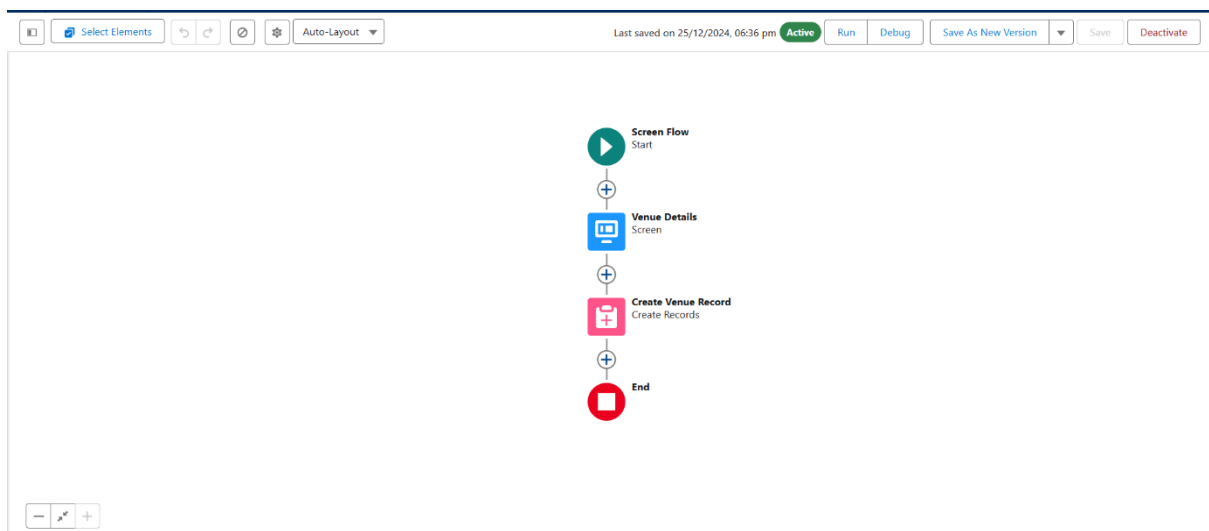 Select Elements Auto-Layout Last saved on 25/12/2024, 06:36 pm Active Run Debug Save As New Version Save Deactivate
Screen Flow
Start
Venue Details
Screen
Create Venue Record
Create Records
End